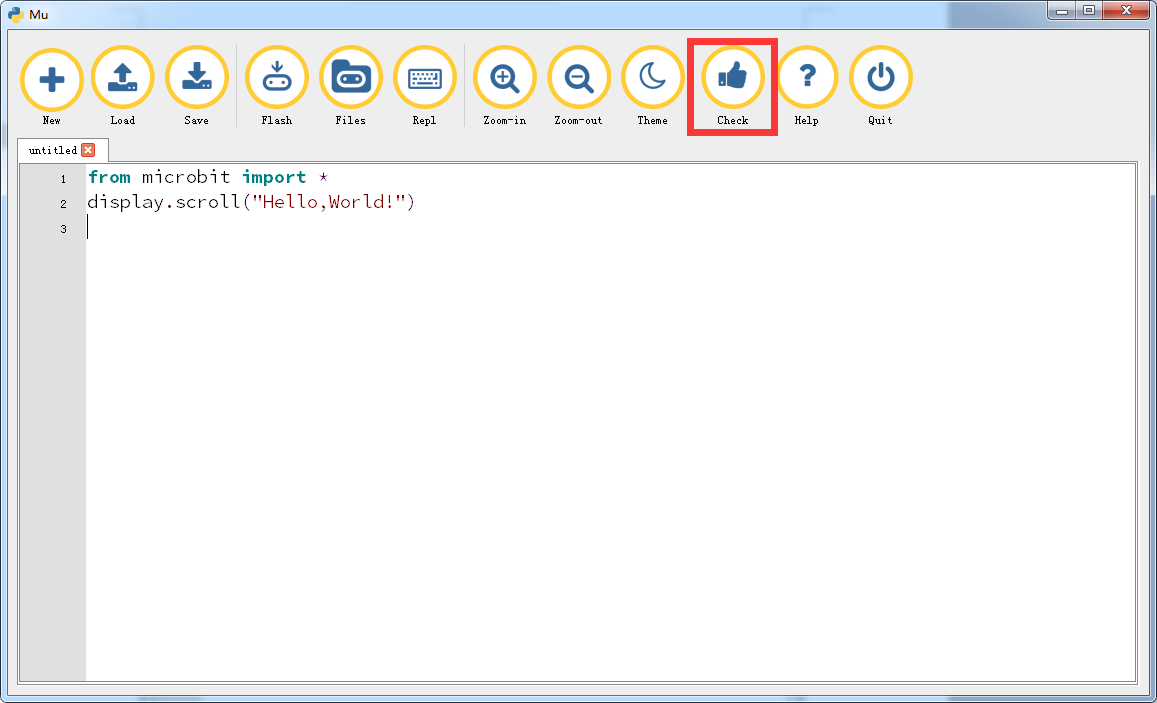 Mu
New Load Save Flash Files Repl Zoom-in Zoom-out Theme Check Help Quit
untitled
1 from microbit import *
2 display.scroll("Hello,World!")
3